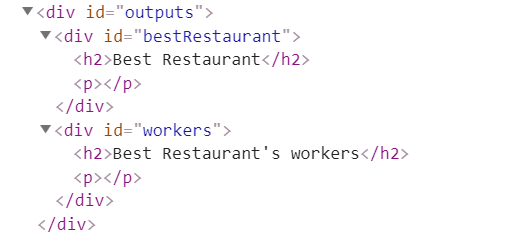 ▼<div id="outputs">
▼<div id="bestRestaurant">
<h2>Best Restaurant</h2>
<p></p>
</div>
▼<div id="workers">
<h2>Best Restaurant's workers</h2>
<p></p>
</div>
</div>